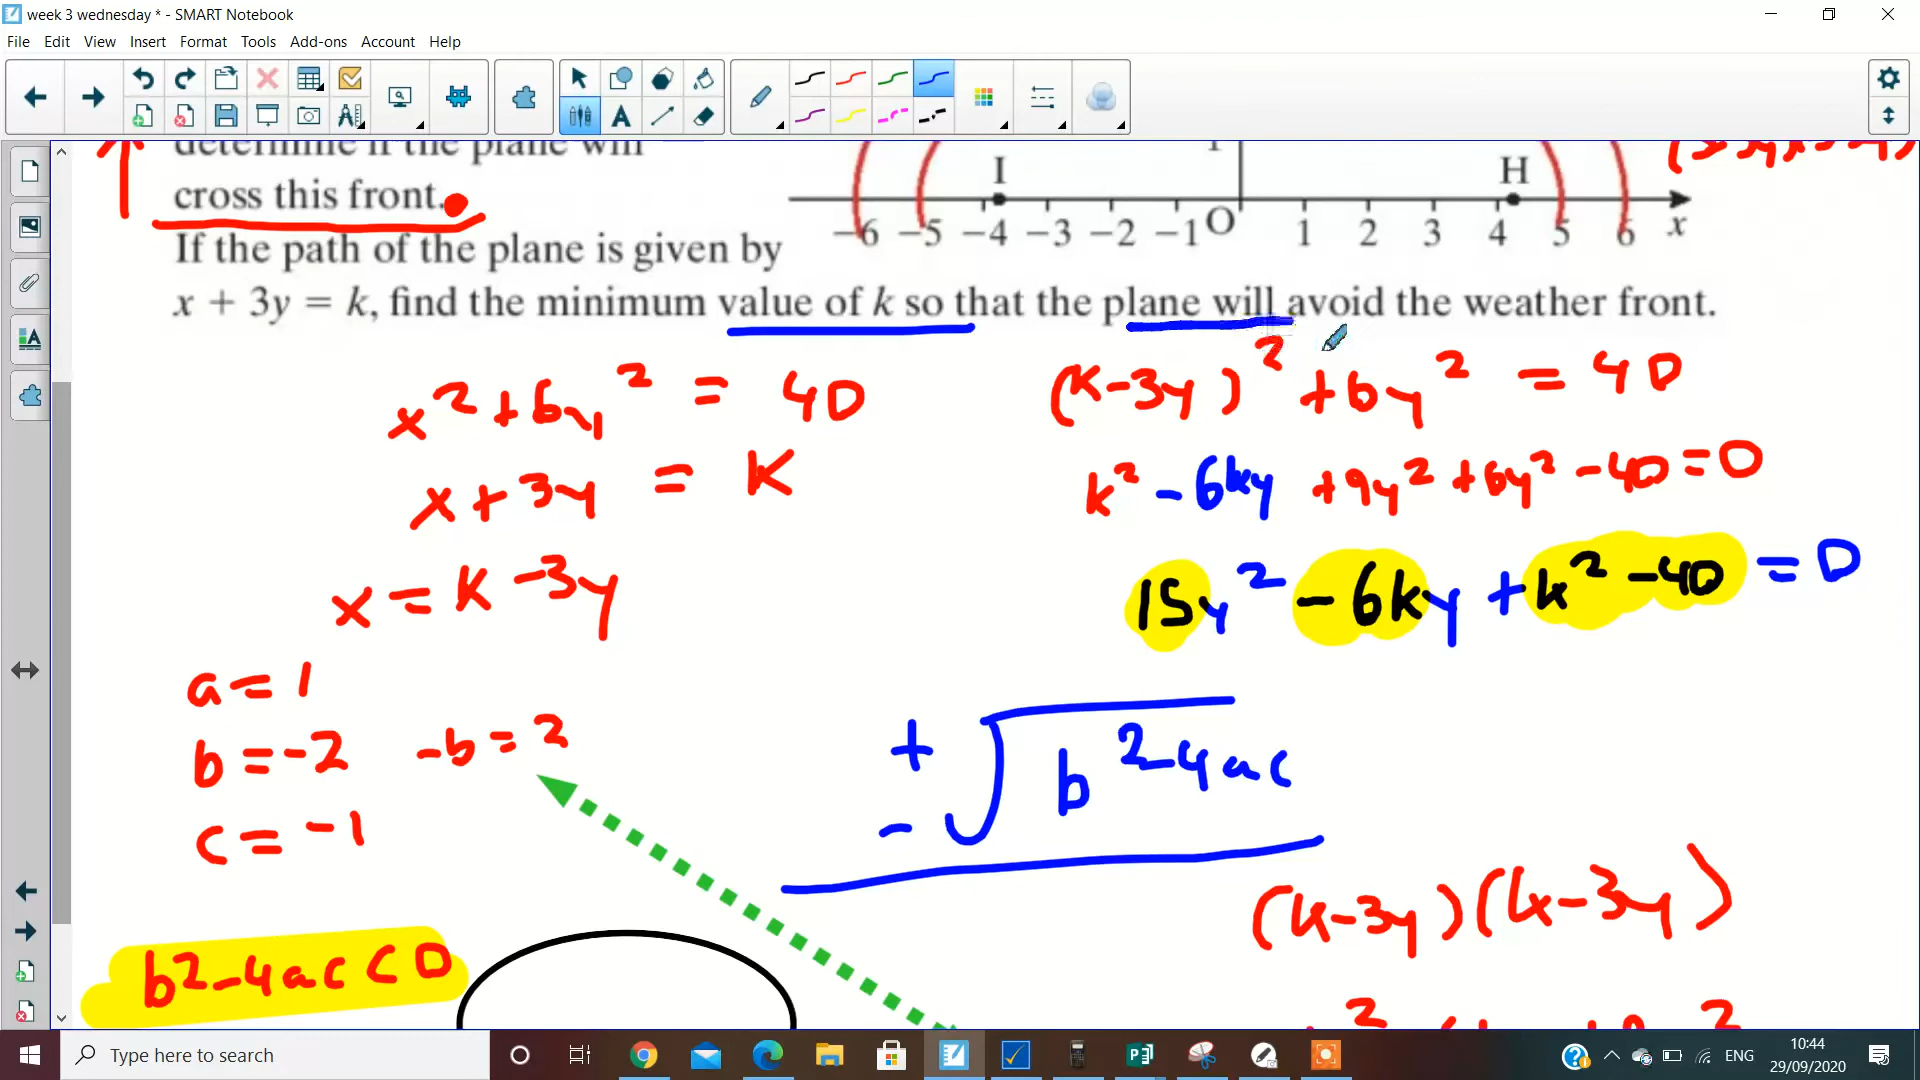 week 3 wednesday * - SMART Notebook
File Edit View Insert Format Tools Add-ons Account Help
determine if the plane will
cross this front.
I H
-6 -5 -4 -3 -2 -1 O 1 2 3 4 5 6 x
If the path of the plane is given by
x + 3y = k, find the minimum value of k so that the plane will avoid the weather front.
x² + 6y² = 40
(k-3y)² + 6y² = 40
x + 3y = k
k² - 6ky + 9y² + 6y² - 40 = 0
x = k - 3y
15y² - 6ky + k² - 40 = 0
a = 1
b = -2 -b = 2
c = -1
+ - √b²-4ac
(k-3y)(k-3y)
b²-4ac < 0
Type here to search
ENG
10:44
29/09/2020